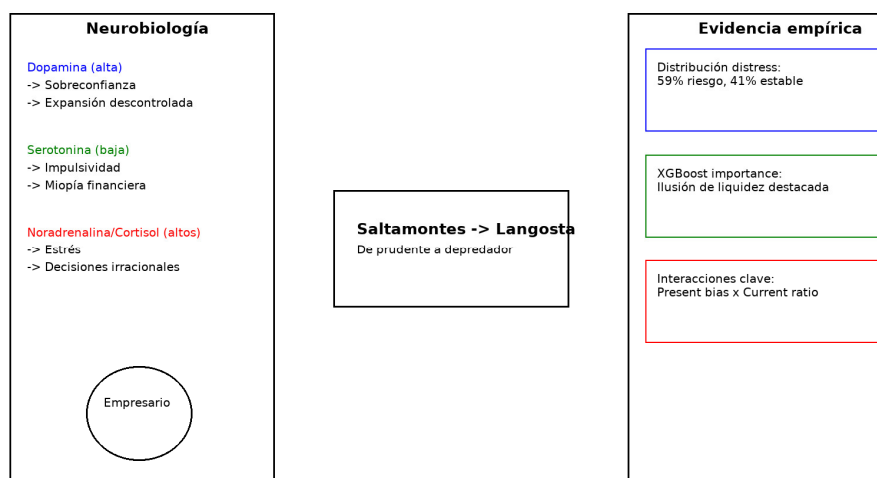 Neurobiología
Dopamina (alta)
-> Sobreconfianza
-> Expansión descontrolada
Serotonina (baja)
-> Impulsividad
-> Miopía financiera
Noradrenalina/Cortisol (altos)
-> Estrés
-> Decisiones irracionales
Empresario
Saltamontes -> Langosta
De prudente a depredador
Evidencia empírica
Distribución distress:
59% riesgo, 41% estable
XGBoost importance:
Ilusión de liquidez destacada
Interacciones clave:
Present bias x Current ratio